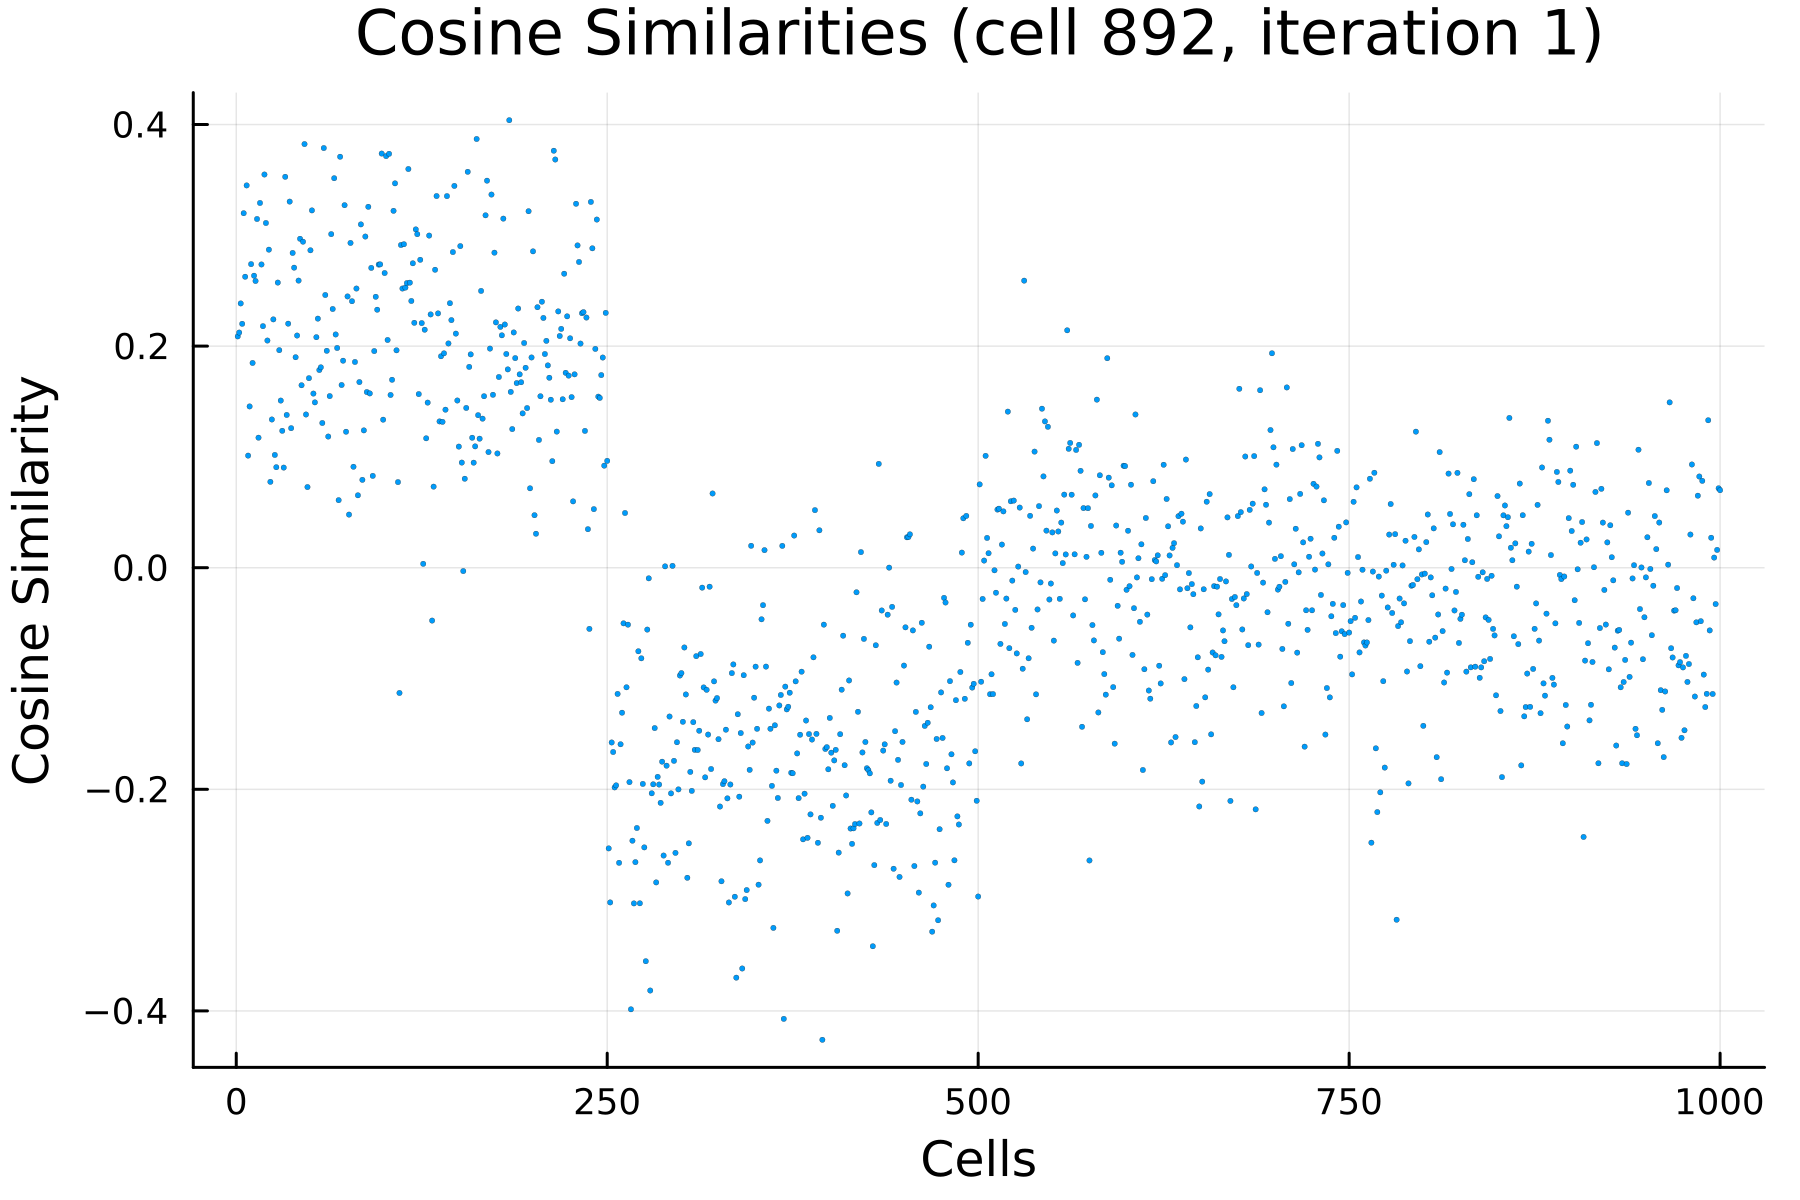 Cosine Similarities (cell 892, iteration 1)
Cosine Similarity
0.4
0.2
0.0
−0.2
−0.4
0 250 500 750 1000
Cells